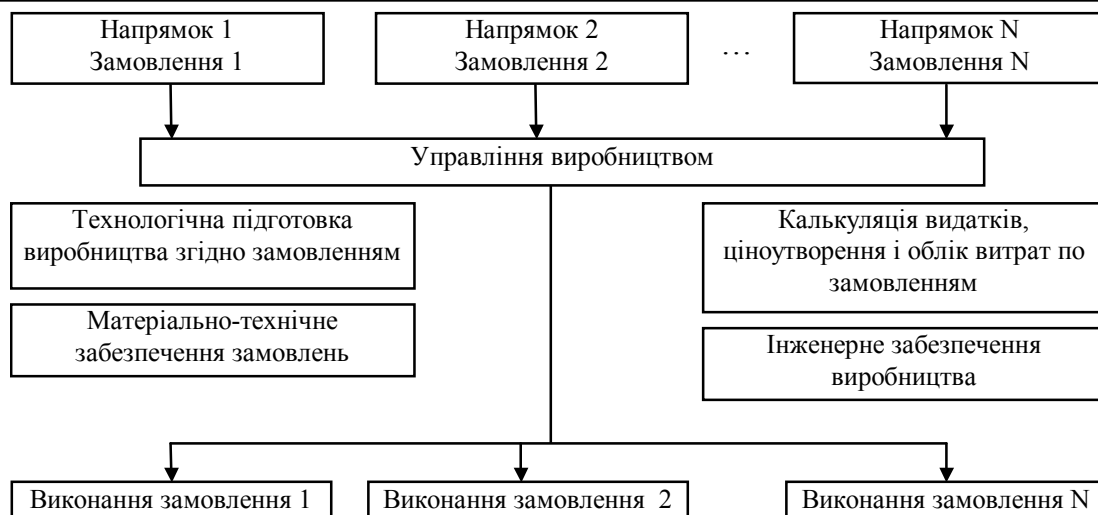 Напрямок 1
Замовлення 1
Напрямок 2
Замовлення 2
…
Напрямок N
Замовлення N
Управління виробництвом
Технологічна підготовка
виробництва згідно замовленням
Матеріально-технічне
забезпечення замовлень
Калькуляція видатків,
ціноутворення і облік витрат по
замовленням
Інженерне забезпечення
виробництва
Виконання замовлення 1
Виконання замовлення 2
Виконання замовлення N